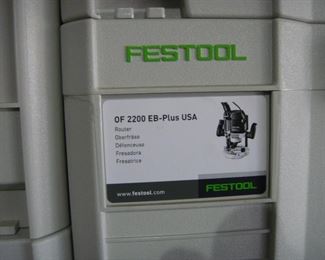 FESTOOL
OF 2200 EB-Plus USA
Router
Oberfräse
Défonceuse
Fresadora
Fresatrice
www.festool.com
FESTOOL